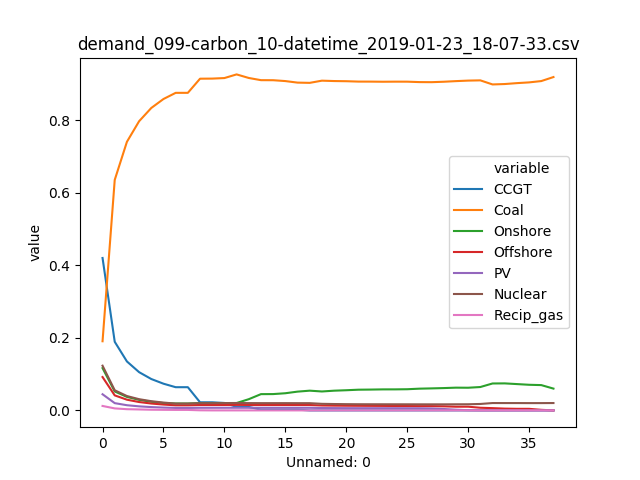 demand_099-carbon_10-datetime_2019-01-23_18-07-33.csv
value
0.8
0.6
0.4
0.2
0.0
variable
CCGT
Coal
Onshore
Offshore
PV
Nuclear
Recip_gas
0 5 10 15 20 25 30 35
Unnamed: 0